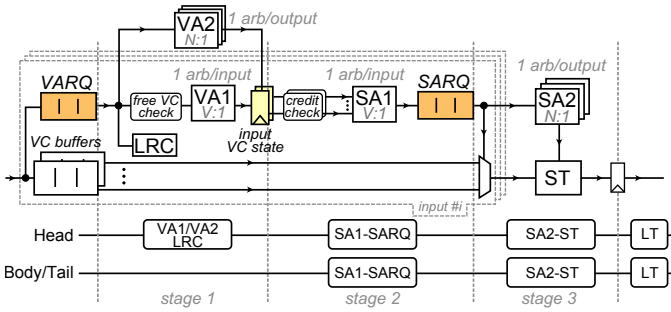 VA2
N:1
1 arb/output
VARQ
1 arb/input
1 arb/input
SARQ
1 arb/output
free VC
check
VA1
V:1
credit
check
SA1
V:1
SA2
N:1
VC buffers
LRC
input
VC state
ST
input #i
Head
VA1/VA2
LRC
SA1-SARQ
SA2-ST
LT
Body/Tail
SA1-SARQ
SA2-ST
LT
stage 1
stage 2
stage 3